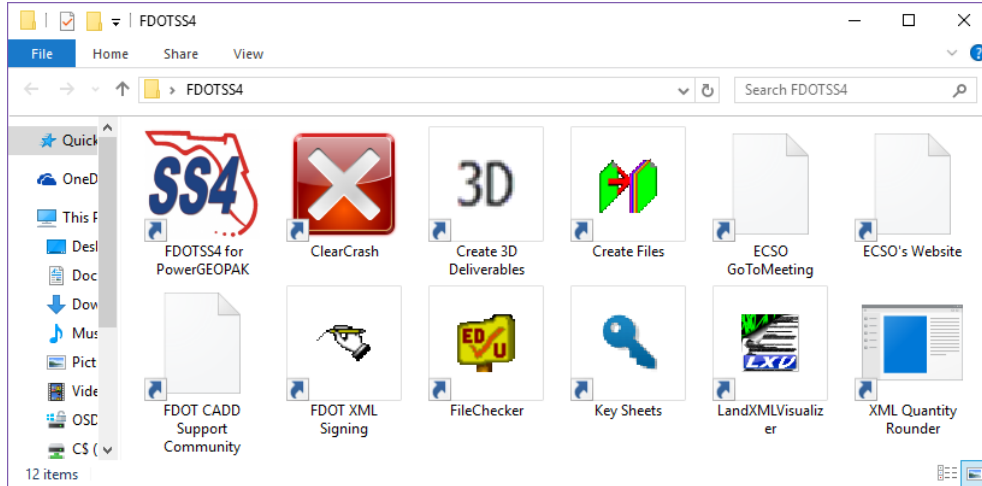 FDOTSS4
File Home Share View
FDOTSS4 Search FDOTSS4
Quick
OneD
This P
Desl
Doc
Dow
Mus
Pict
Vide
OSD
C$ (
SS4
FDOTSS4 for
PowerGEOPAK
ClearCrash
3D
Create 3D
Deliverables
Create Files
ECSO
GoToMeeting
ECSO's Website
FDOT CADD
Support
Community
FDOT XML
Signing
ED
U
FileChecker
Key Sheets
LXV
LandXMLVisualiz
er
XML Quantity
Rounder
12 items